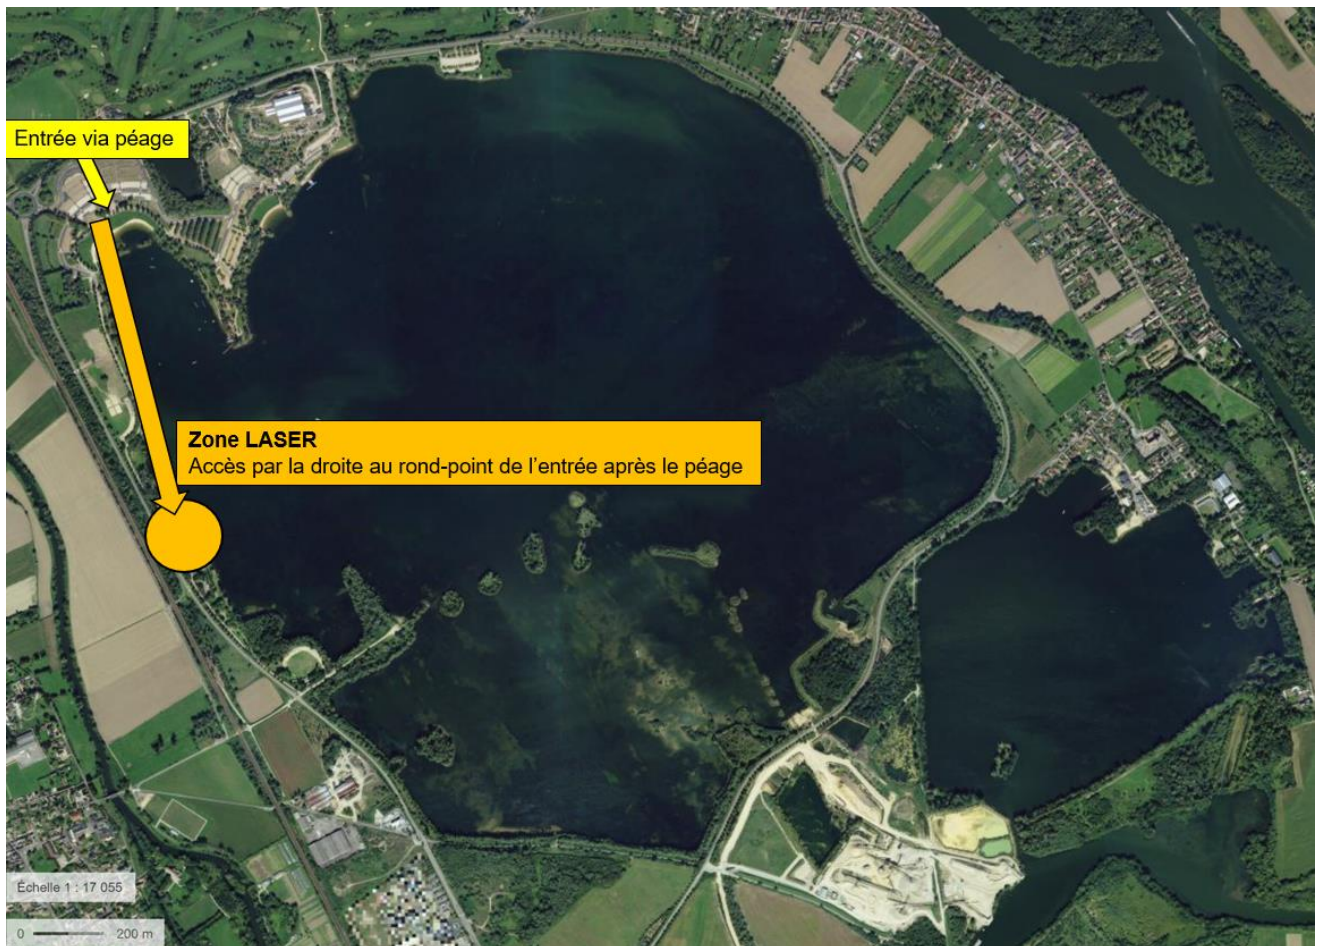 Entrée via péage
Zone LASER
Accès par la droite au rond-point de l’entrée après le péage
Échelle 1 : 17 055
0 200 m